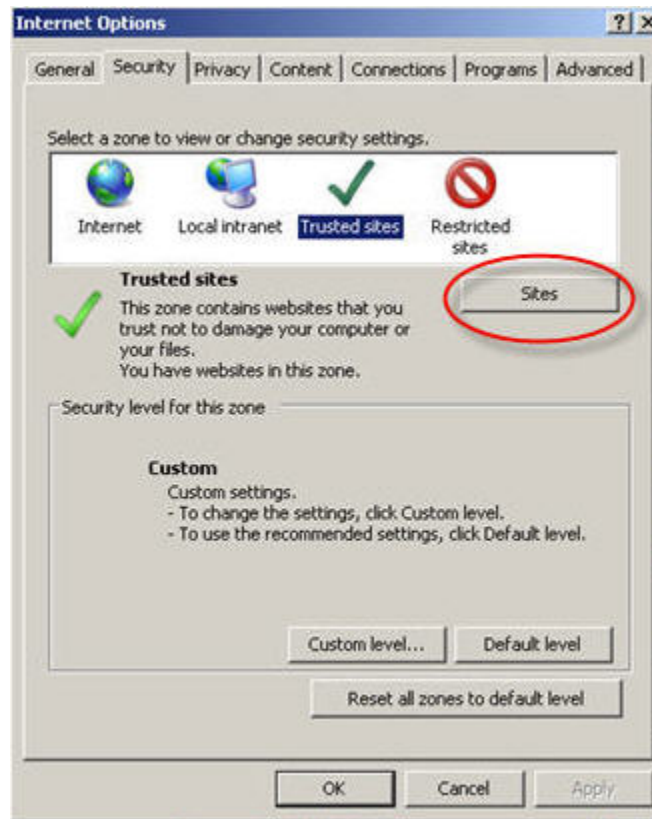 Internet Options
General Security Privacy Content Connections Programs Advanced
Select a zone to view or change security settings.
Internet Local intranet Trusted sites Restricted
sites
Trusted sites
Sites
This zone contains websites that you
trust not to damage your computer or
your files.
You have websites in this zone.
Security level for this zone
Custom
Custom settings.
- To change the settings, click Custom level.
- To use the recommended settings, click Default level.
Custom level... Default level
Reset all zones to default level
OK Cancel Apply